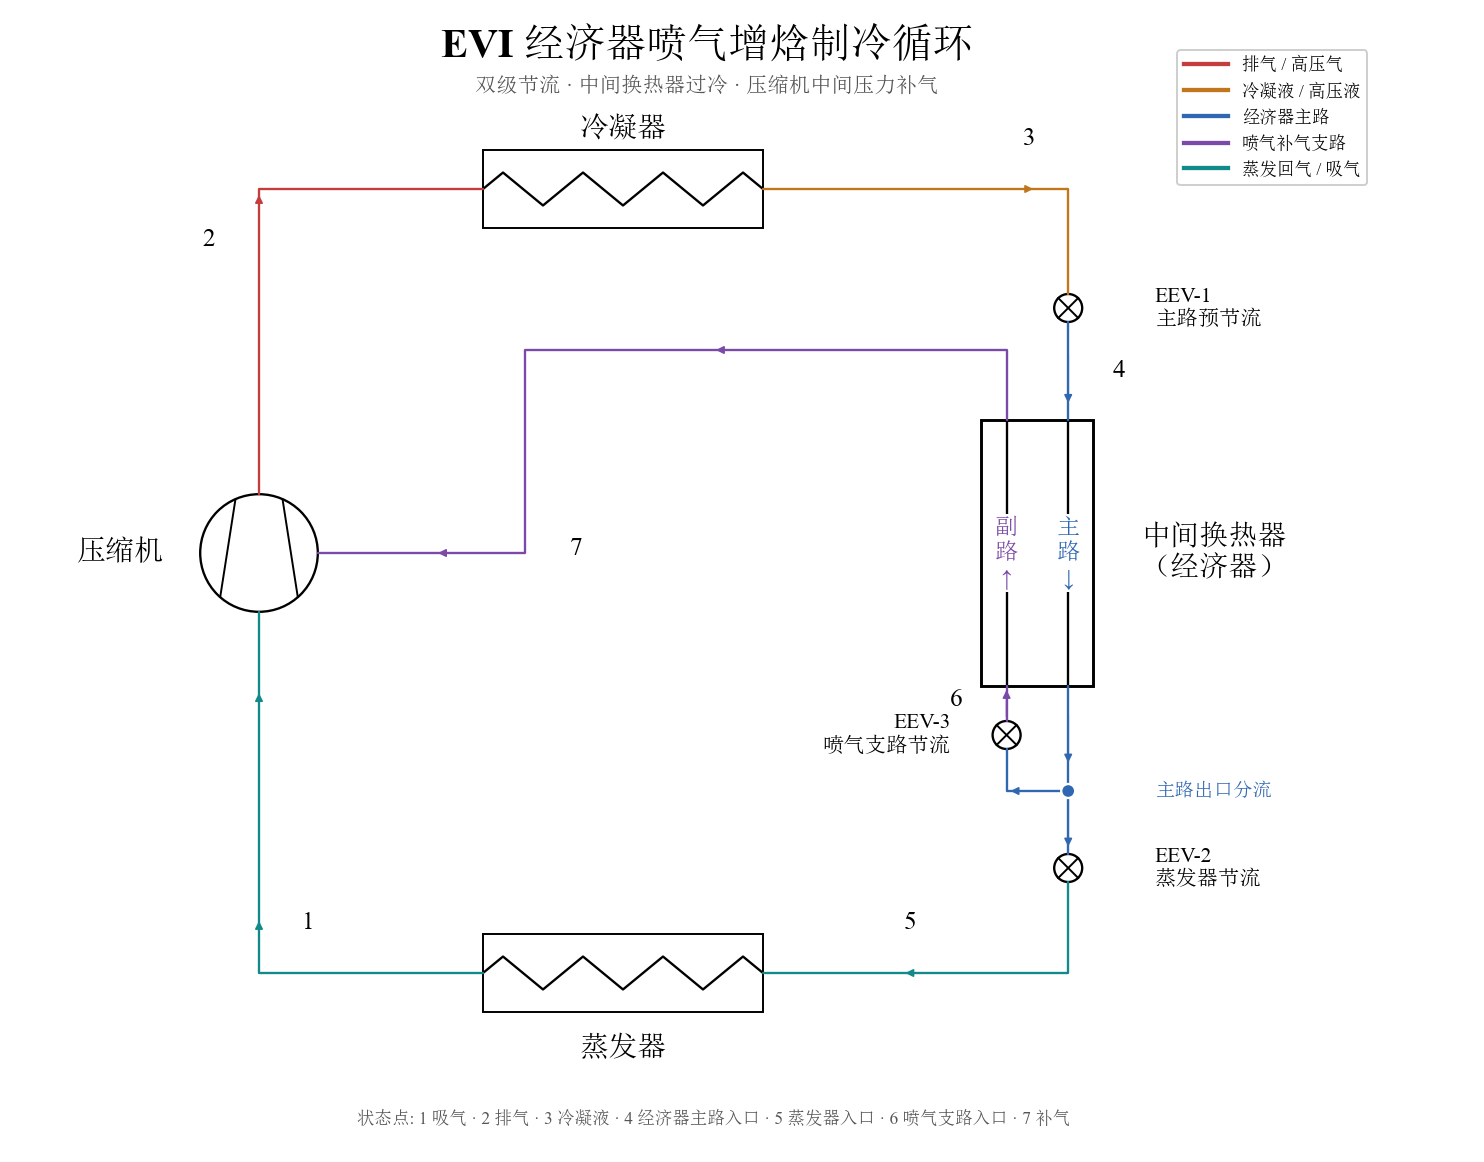 EVI 经济器喷气增焓制冷循环
双级节流 · 中间换热器过冷 · 压缩机中间压力补气
排气 / 高压气
冷凝液 / 高压液
经济器主路
喷气补气支路
蒸发回气 / 吸气
冷凝器
3
2
EEV-1
主路预节流
4
压缩机
7
副路
↑
主路
↓
中间换热器
（经济器）
6
EEV-3
喷气支路节流
主路出口分流
EEV-2
蒸发器节流
1
5
蒸发器
状态点: 1 吸气 · 2 排气 · 3 冷凝液 · 4 经济器主路入口 · 5 蒸发器入口 · 6 喷气支路入口 · 7 补气